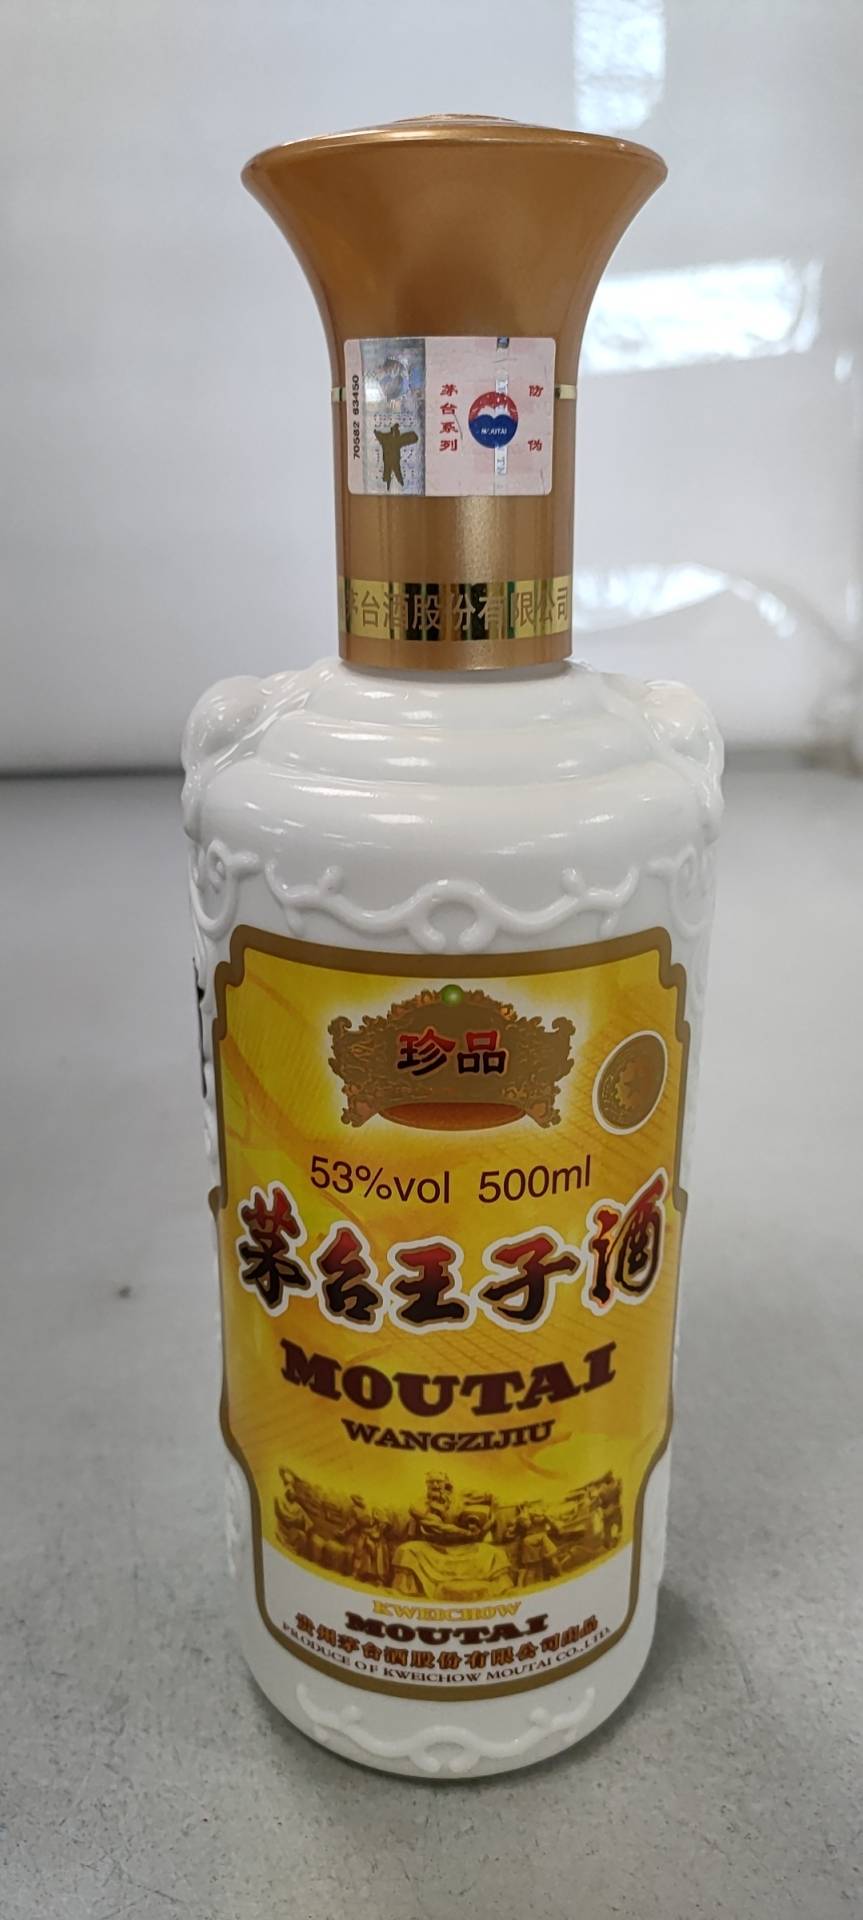 70582 83450
茅台系列
MOUTAI
防伪
茅台酒股份有限公司
珍品
53%vol 500ml
茅台王子酒
MOUTAI
WANGZIJIU
KWEICHOW
MOUTAI
贵州茅台酒股份有限公司出品
PRODUCE OF KWEICHOW MOUTAI CO., LTD.